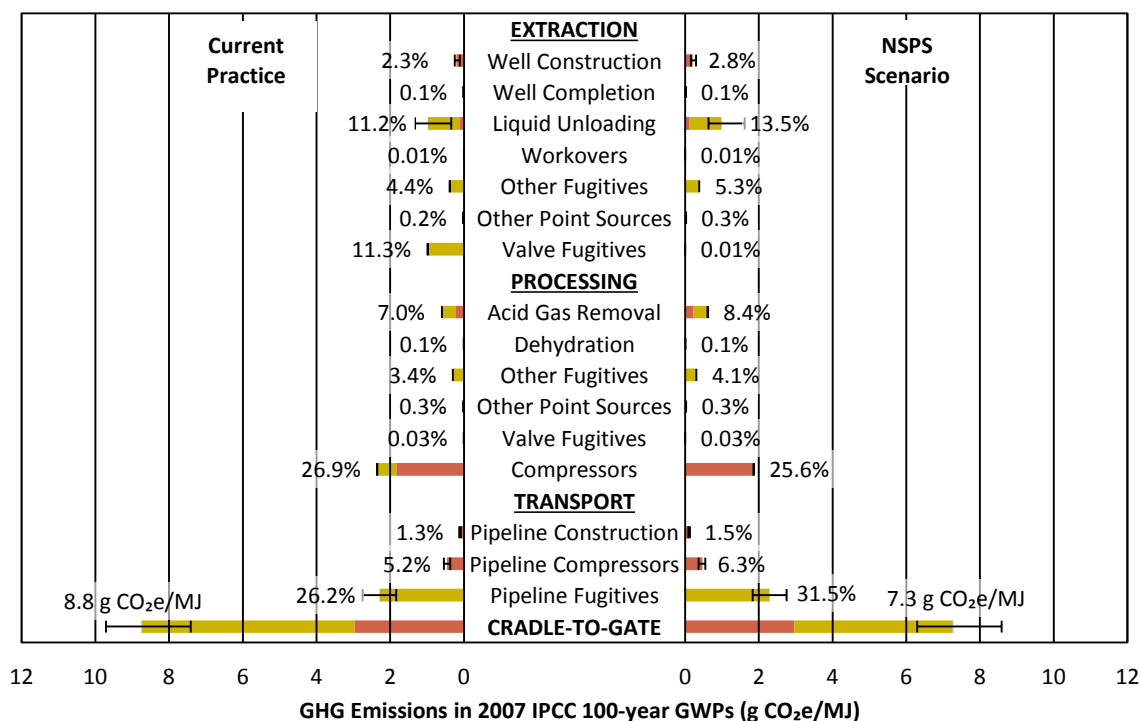 Current
Practice
EXTRACTION
NSPS
Scenario
2.3% Well Construction 2.8%
0.1% Well Completion 0.1%
11.2% Liquid Unloading 13.5%
0.01% Workovers 0.01%
4.4% Other Fugitives 5.3%
0.2% Other Point Sources 0.3%
11.3% Valve Fugitives 0.01%
PROCESSING
7.0% Acid Gas Removal 8.4%
0.1% Dehydration 0.1%
3.4% Other Fugitives 4.1%
0.3% Other Point Sources 0.3%
0.03% Valve Fugitives 0.03%
26.9% Compressors 25.6%
TRANSPORT
1.3% Pipeline Construction 1.5%
5.2% Pipeline Compressors 6.3%
26.2% Pipeline Fugitives 31.5%
8.8 g CO₂e/MJ CRADLE-TO-GATE 7.3 g CO₂e/MJ
12 10 8 6 4 2 0 0 2 4 6 8 10 12
GHG Emissions in 2007 IPCC 100-year GWPs (g CO₂e/MJ)